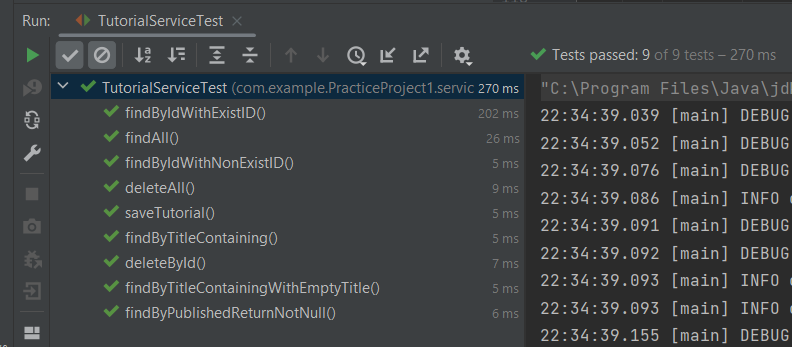 Run: TutorialServiceTest
Tests passed: 9 of 9 tests – 270 ms
TutorialServiceTest (com.example.PracticeProject1.servic 270 ms
findByIdWithExistID() 202 ms
findAll() 26 ms
findByIdWithNonExistID() 5 ms
deleteAll() 9 ms
saveTutorial() 5 ms
findByTitleContaining() 5 ms
deleteById() 7 ms
findByTitleContainingWithEmptyTitle() 5 ms
findByPublishedReturnNotNull() 6 ms
"C:\Program Files\Java\jd
22:34:39.039 [main] DEBUG
22:34:39.052 [main] DEBUG
22:34:39.076 [main] DEBUG
22:34:39.086 [main] INFO
22:34:39.091 [main] DEBUG
22:34:39.092 [main] DEBUG
22:34:39.093 [main] INFO
22:34:39.093 [main] INFO
22:34:39.155 [main] DEBUG